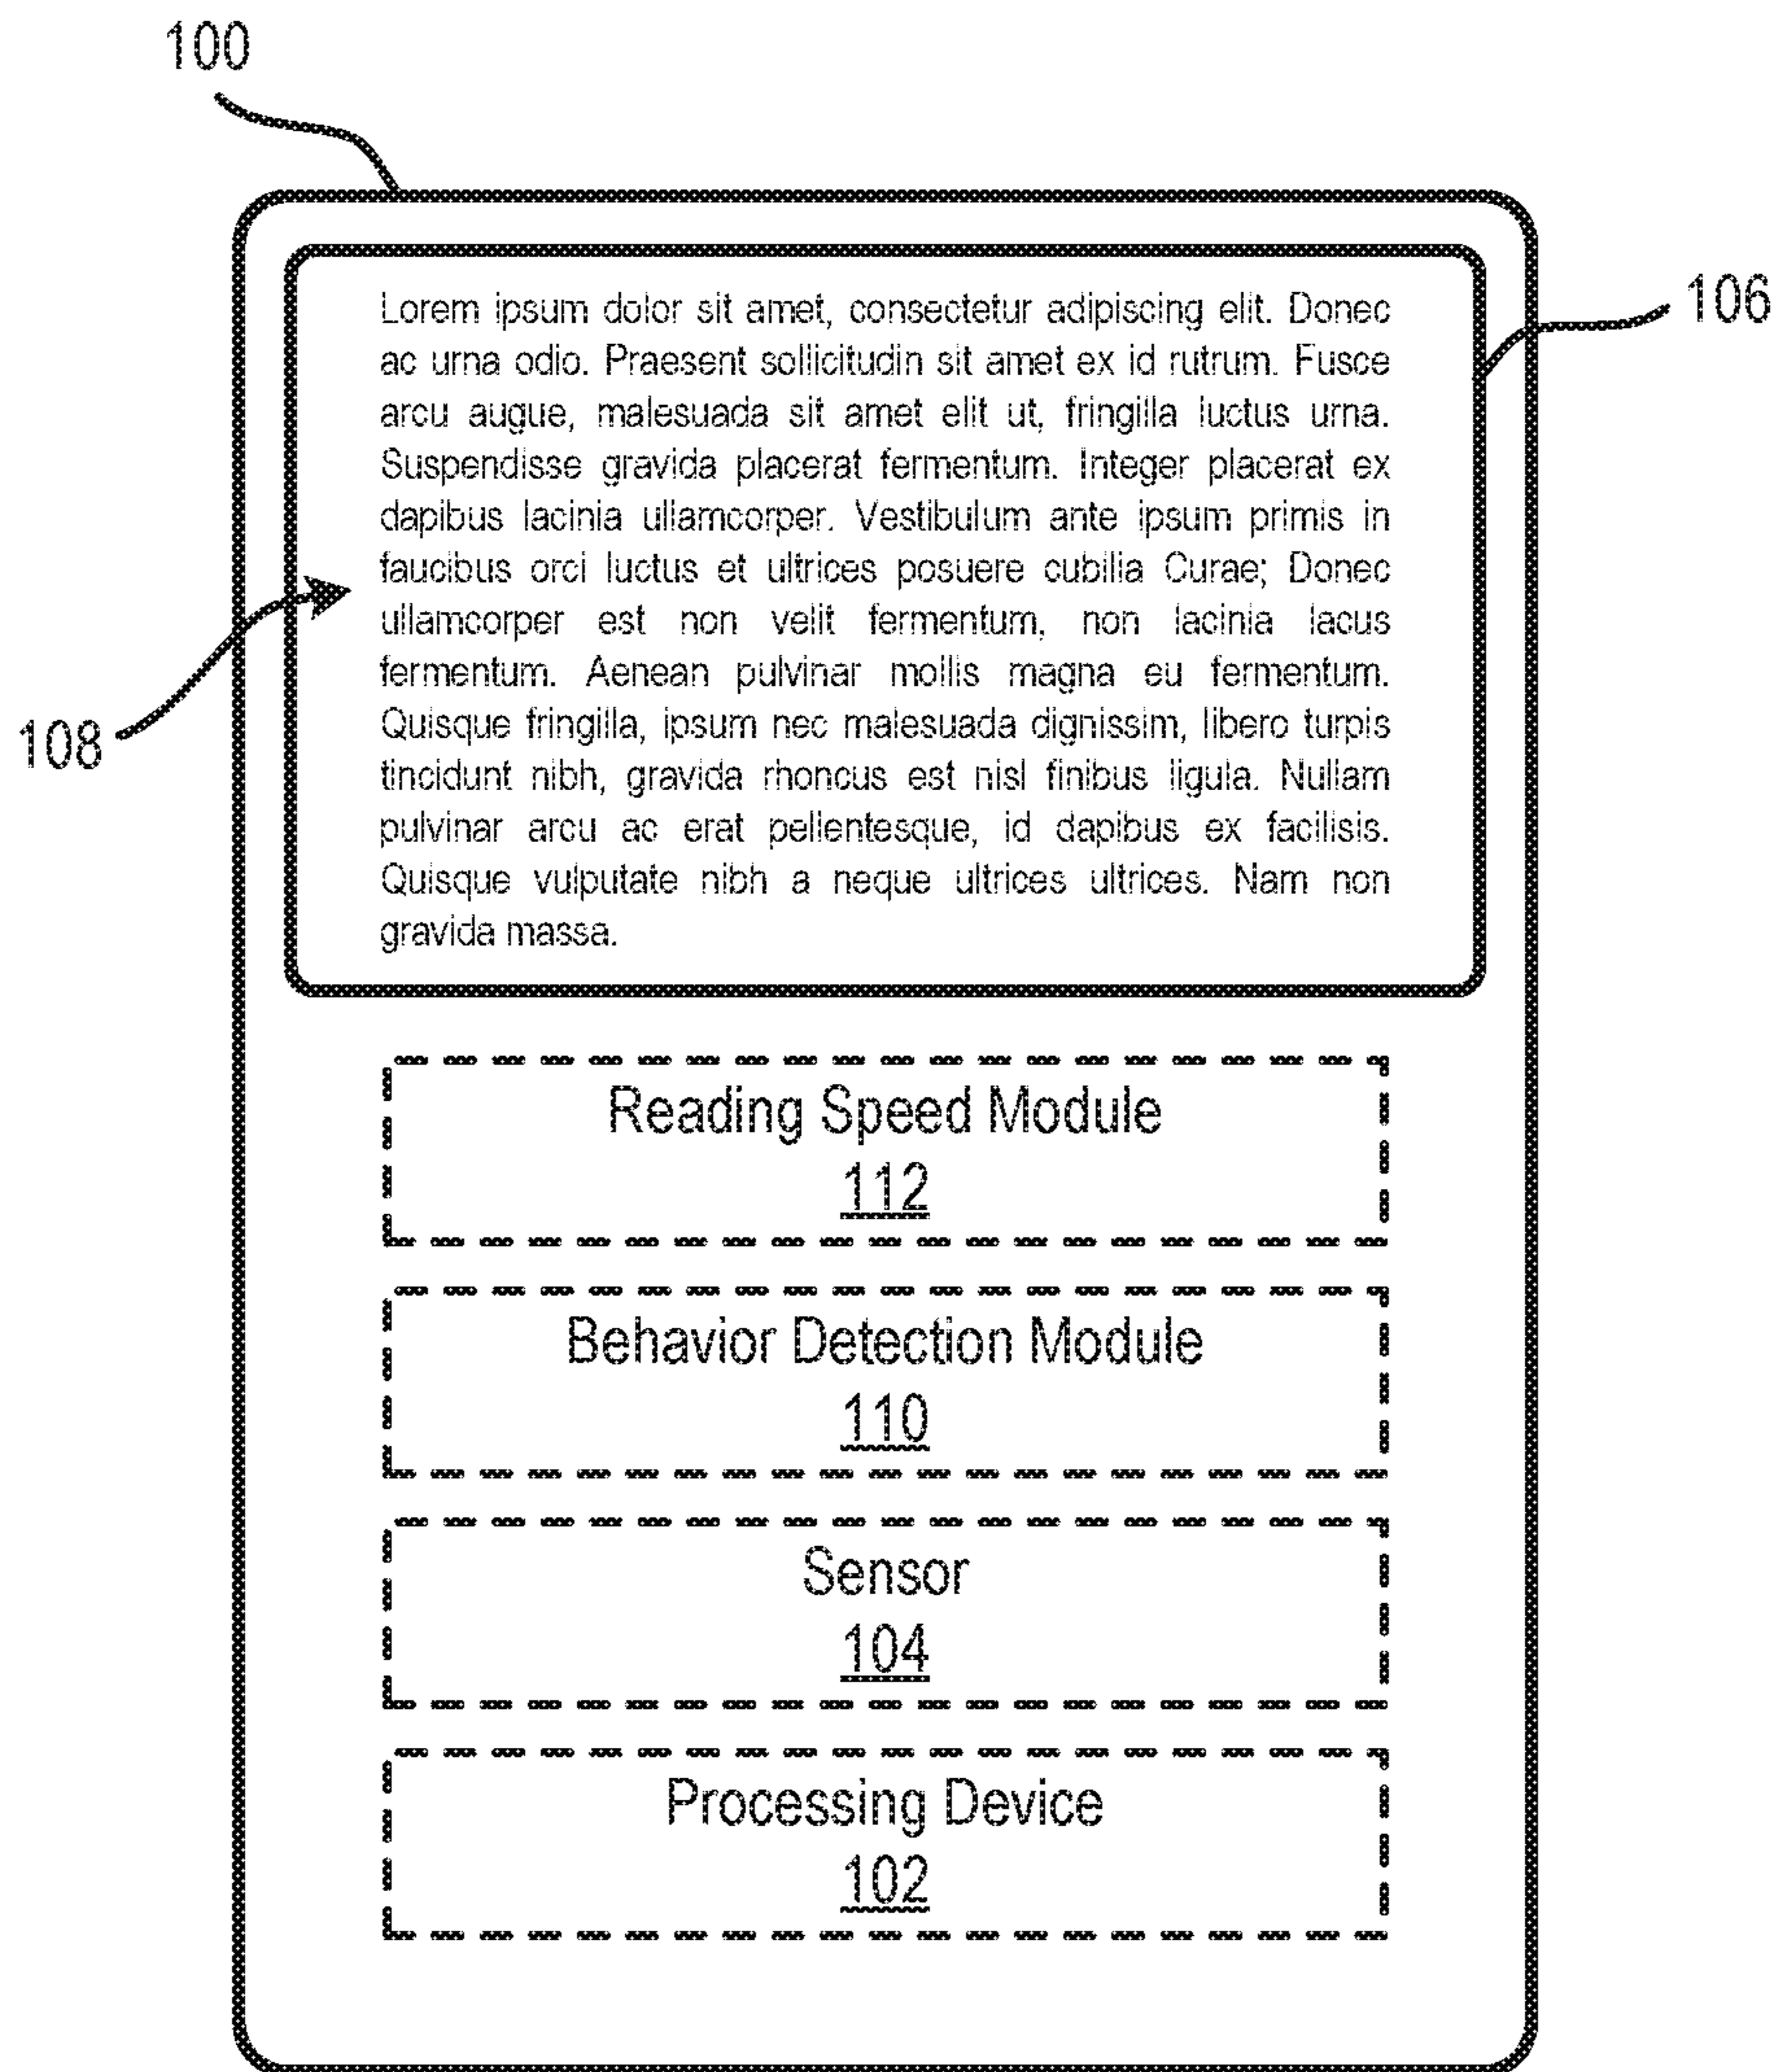 100
106
Lorem ipsum dolor sit amet, consectetur adipiscing elit. Donec
ac urna odio. Praesent sollicitudin sit amet ex id rutrum. Fusce
arcu augue, malesuada sit amet elit ut, fringilla luctus urna.
Suspendisse gravida placerat fermentum. Integer placerat ex
dapibus lacinia ullamcorper. Vestibulum ante ipsum primis in
faucibus orci luctus et ultrices posuere cubilia Curae; Donec
ullamcorper est non velit fermentum, non lacinia lacus
fermentum. Aenean pulvinar mollis magna eu fermentum.
Quisque fringilla, ipsum nec malesuada dignissim, libero turpis
tincidunt nibh, gravida rhoncus est nisl finibus ligula. Nullam
pulvinar arcu ac erat pellentesque, id dapibus ex facilisis.
Quisque vulputate nibh a neque ultrices ultrices. Nam non
gravida massa.
108
Reading Speed Module
112
Behavior Detection Module
110
Sensor
104
Processing Device
102